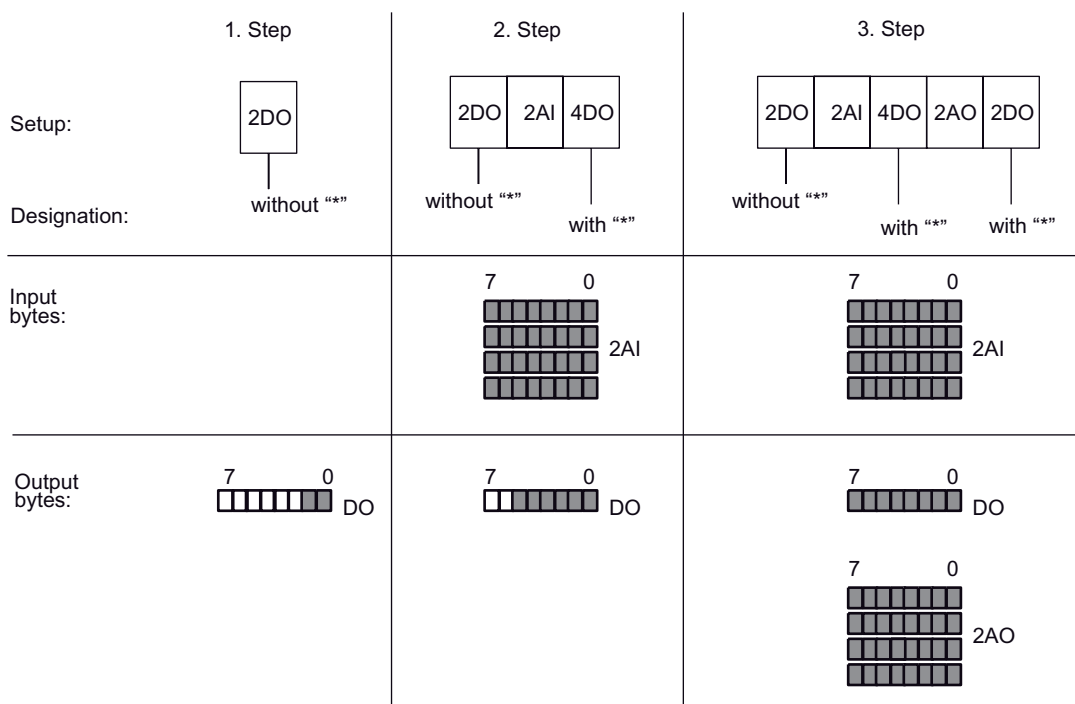 1. Step
2. Step
3. Step
Setup:
2DO
2DO 2AI 4DO
2DO 2AI 4DO 2AO 2DO
Designation:
without “*”
without “*”
with “*”
without “*”
with “*”
with “*”
Input
bytes:
7 0
2AI
7 0
2AI
Output
bytes:
7 0
DO
7 0
DO
7 0
DO
7 0
2AO